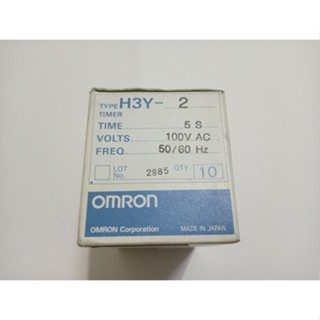 TYPE H3Y- 2
TIMER
TIME 5 S
VOLTS. 100V AC
FREQ. 50/60 Hz
LOT No. 2885 QTY 10
OMRON
OMRON Corporation MADE IN JAPAN